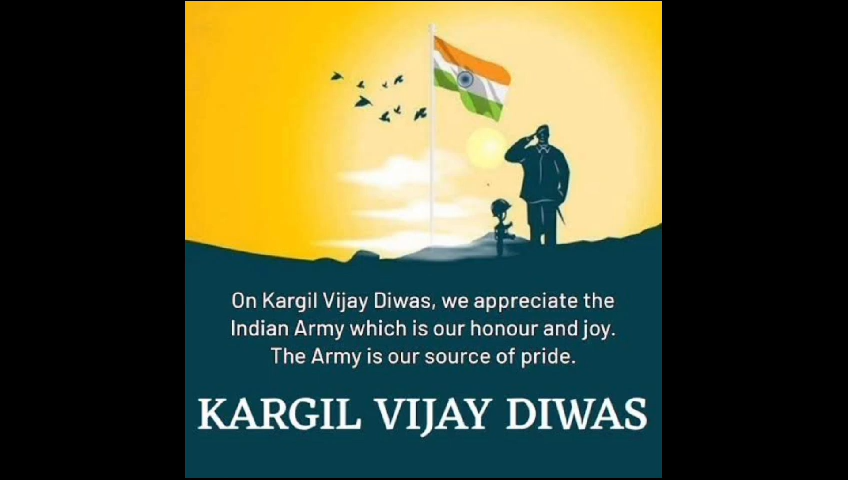 On Kargil Vijay Diwas, we appreciate the
Indian Army which is our honour and joy.
The Army is our source of pride.
KARGIL VIJAY DIWAS